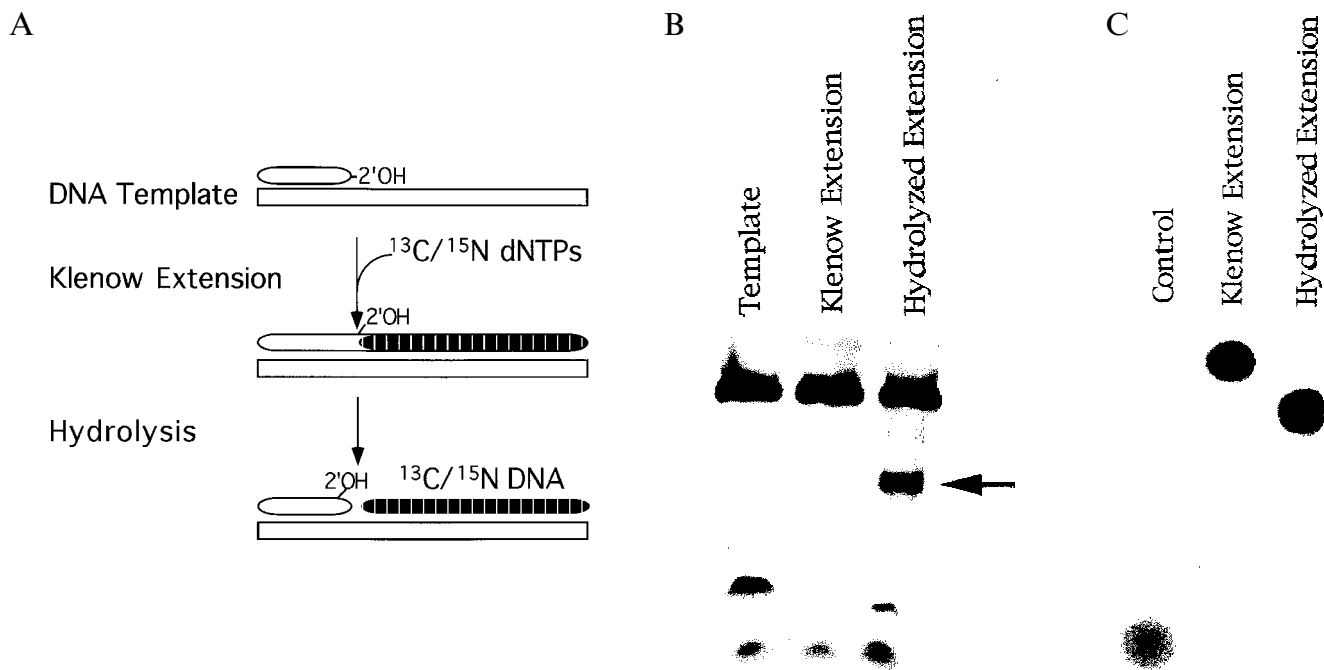 A
DNA Template
2'OH
¹³C/¹⁵N dNTPs
Klenow Extension
2'OH
Hydrolysis
2'OH
¹³C/¹⁵N DNA
B
Template
Klenow Extension
Hydrolyzed Extension
C
Control
Klenow Extension
Hydrolyzed Extension